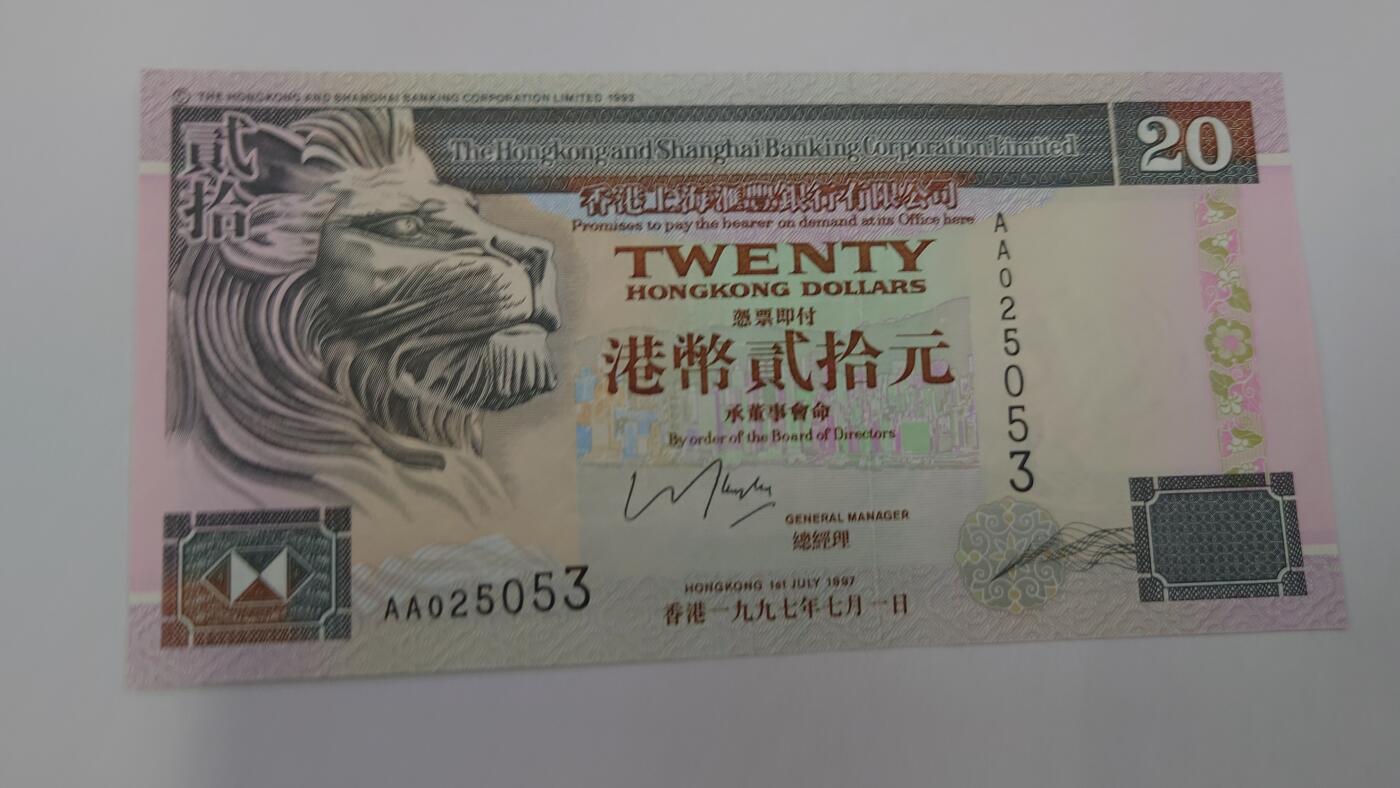 © THE HONGKONG AND SHANGHAI BANKING CORPORATION LIMITED 1992
貳拾
The Hongkong and Shanghai Banking Corporation Limited
20
香港上海滙豐銀行有限公司
Promises to pay the bearer on demand at its Office here
TWENTY
HONGKONG DOLLARS
憑票即付
港幣貳拾元
承董事會命
By order of the Board of Directors
AA025053
GENERAL MANAGER
總經理
AA025053
HONGKONG 1st JULY 1997
香港一九九七年七月一日